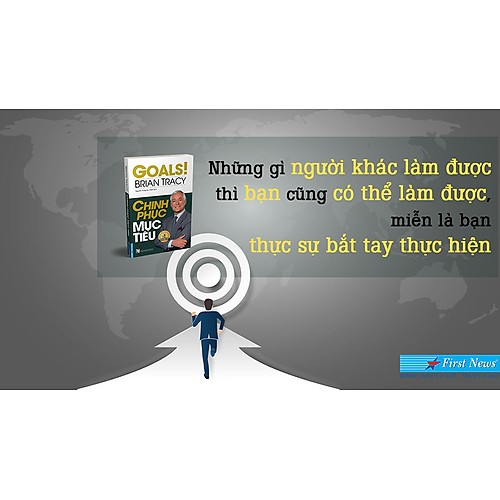 GOALS!
BRIAN TRACY
CHINH PHỤC
MỤC TIÊU
Những gì người khác làm được
thì bạn cũng có thể làm được,
miễn là bạn
thực sự bắt tay thực hiện
First News®